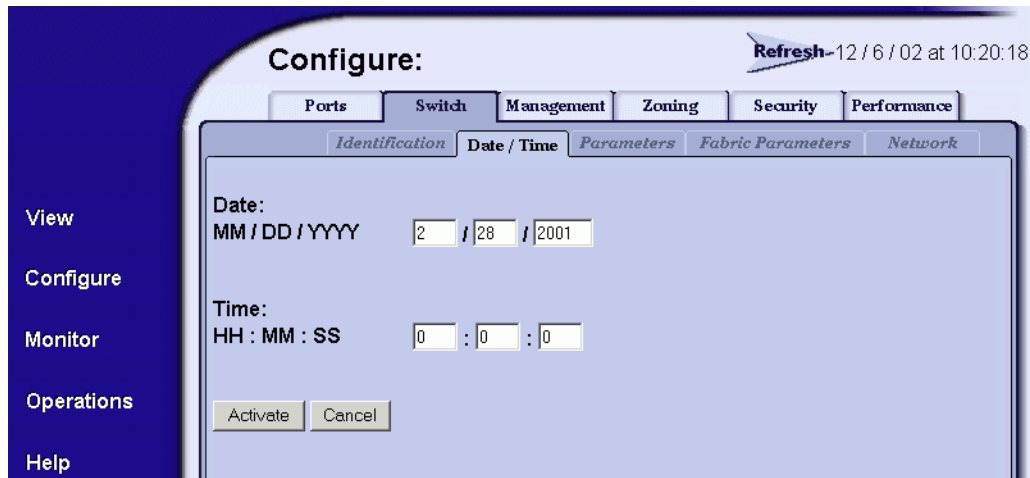 Configure:
Refresh-12 / 6 / 02 at 10:20:18
Ports Switch Management Zoning Security Performance
Identification Date / Time Parameters Fabric Parameters Network
View
Configure
Monitor
Operations
Help
Date:
MM / DD / YYYY 2 / 28 / 2001
Time:
HH : MM : SS 0 : 0 : 0
Activate Cancel